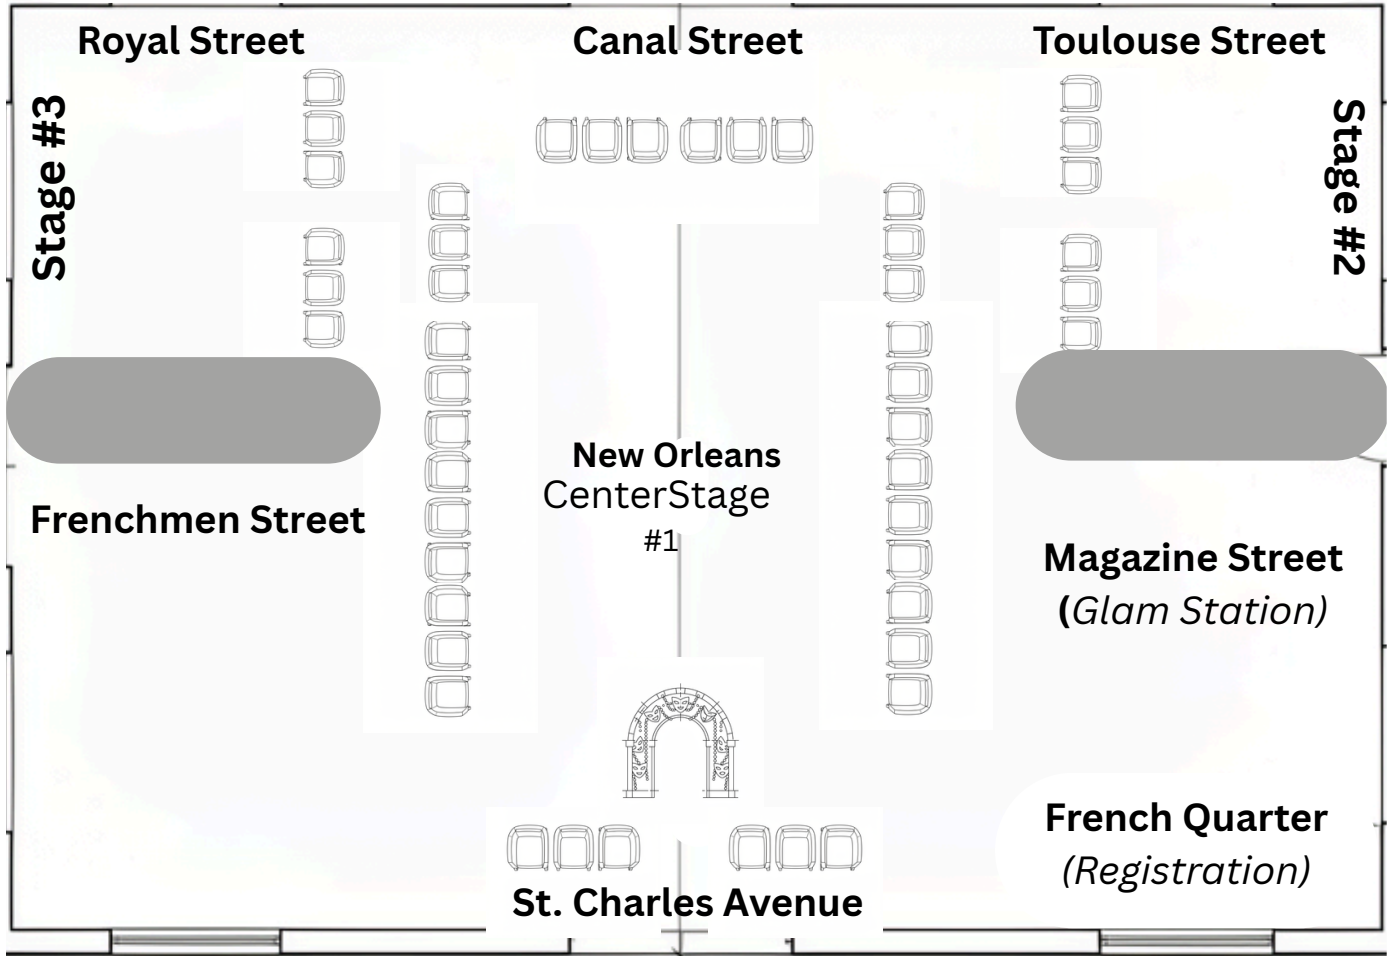 Royal Street
Canal Street
Toulouse Street
Stage #3
Stage #2
New Orleans
CenterStage
#1
Frenchmen Street
Magazine Street
(Glam Station)
French Quarter
(Registration)
St. Charles Avenue